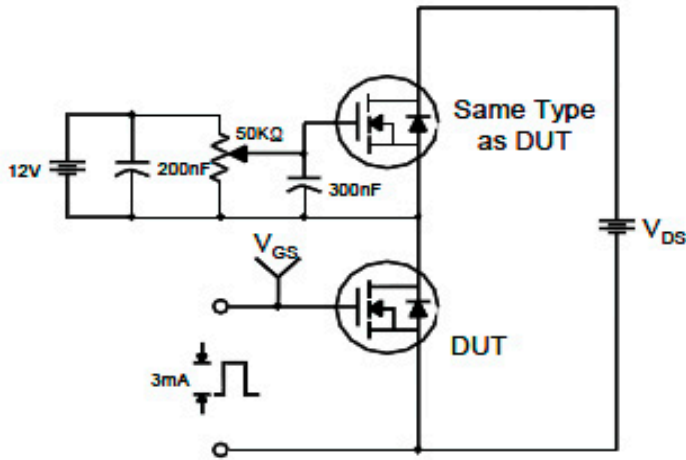 Same Type
as DUT
50KΩ
12V
200nF
300nF
VGS
VDS
DUT
3mA